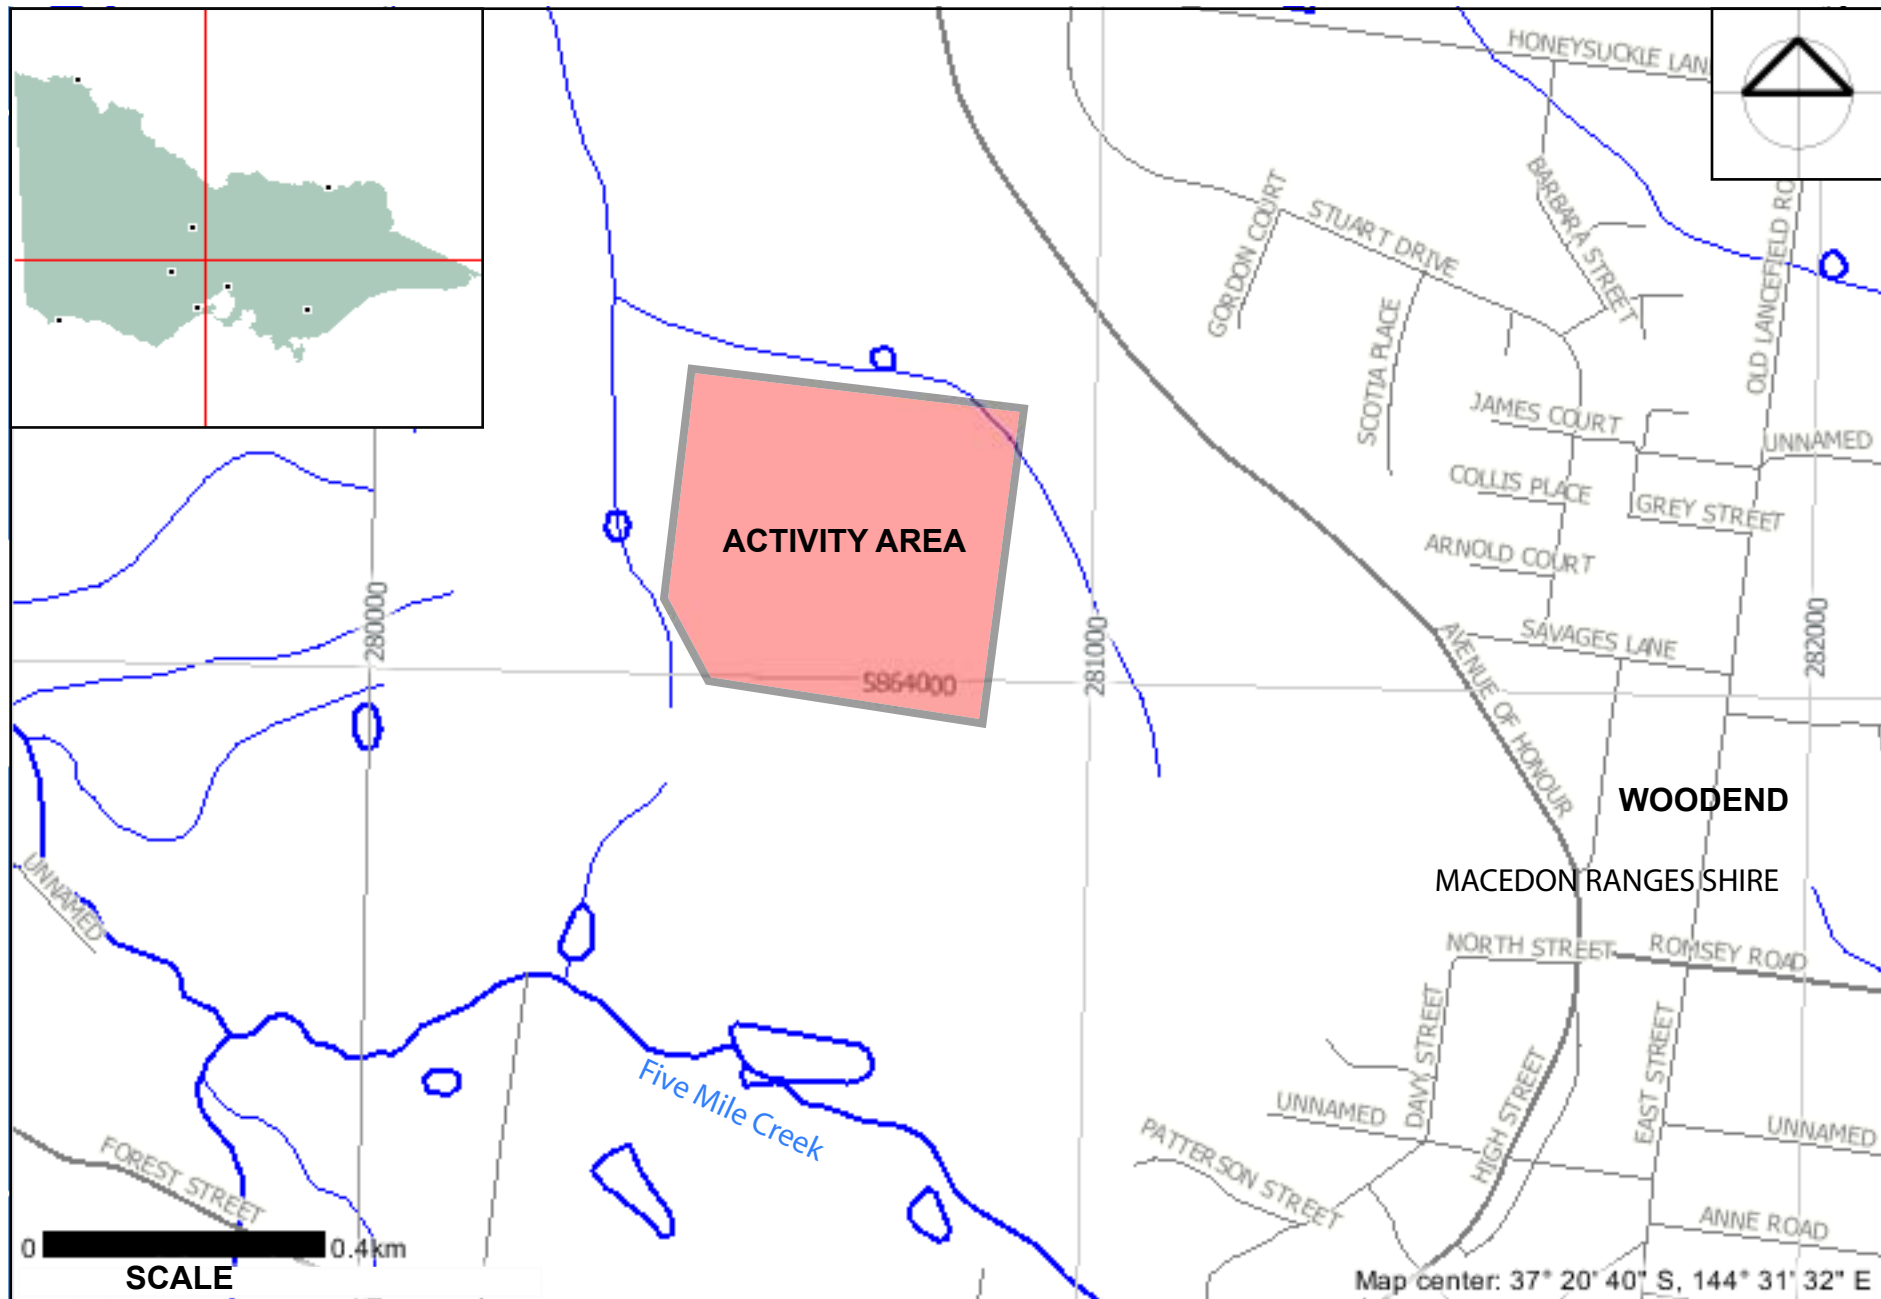 HONEYSUCKLE LAN
BARBARA STREET
GORDON COURT
STUART DRIVE
OLD LANCEFIELD RO
SCOTIA PLACE
JAMES COURT
UNNAMED
COLLIS PLACE
GREY STREET
ACTIVITY AREA
ARNOLD COURT
280000
281000
282000
SAVAGES LANE
5864000
AVENUE OF HONOUR
WOODEND
MACEDON RANGES SHIRE
UNNAMED
NORTH STREET
ROMSEY ROAD
DAVY STREET
EAST STREET
HIGH STREET
Five Mile Creek
UNNAMED
UNNAMED
PATTERSON STREET
FOREST STREET
ANNE ROAD
0 0.4km
SCALE
Map center: 37° 20' 40" S, 144° 31' 32" E